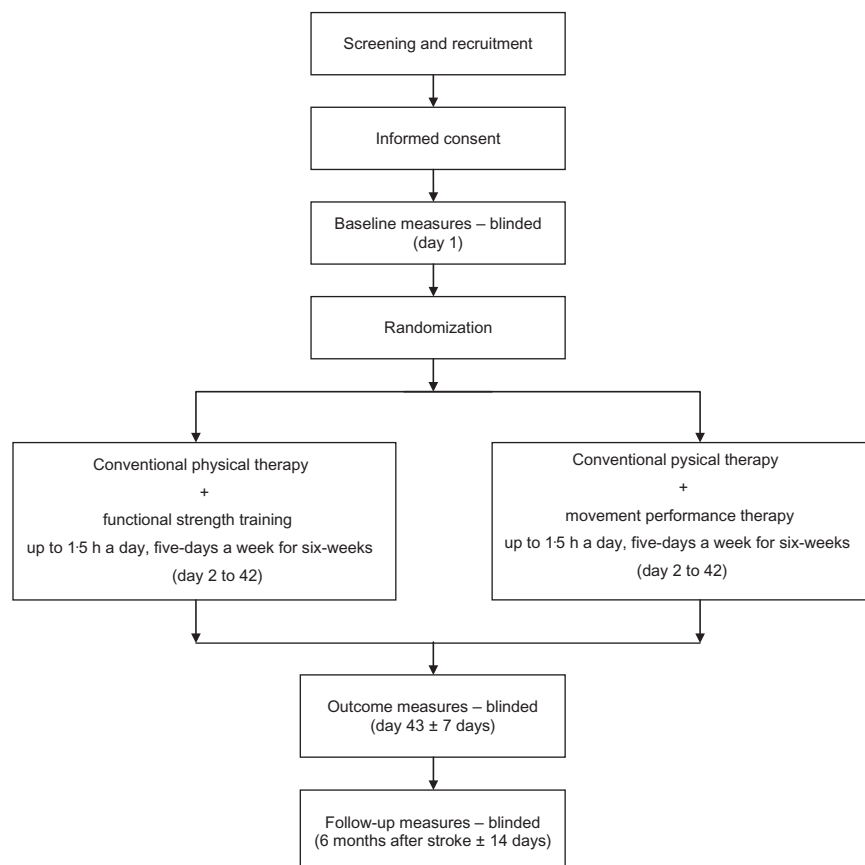 Screening and recruitment
Informed consent
Baseline measures – blinded
(day 1)
Randomization
Conventional physical therapy
+
functional strength training
up to 1·5 h a day, five-days a week for six-weeks
(day 2 to 42)
Conventional pysical therapy
+
movement performance therapy
up to 1·5 h a day, five-days a week for six-weeks
(day 2 to 42)
Outcome measures – blinded
(day 43 ± 7 days)
Follow-up measures – blinded
(6 months after stroke ± 14 days)